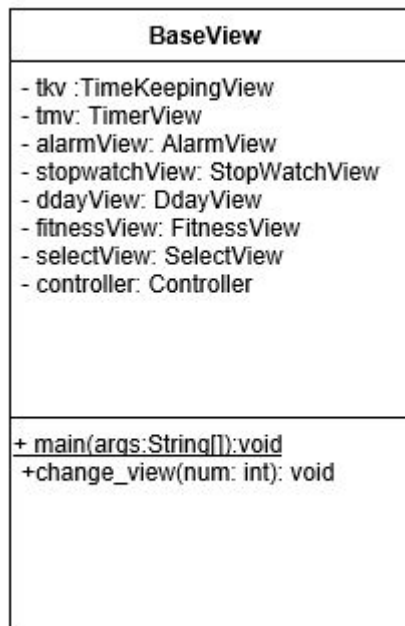 BaseView
- tkv :TimeKeepingView
- tmv: TimerView
- alarmView: AlarmView
- stopwatchView: StopWatchView
- ddayView: DdayView
- fitnessView: FitnessView
- selectView: SelectView
- controller: Controller
+ main(args:String[]):void
+change_view(num: int): void